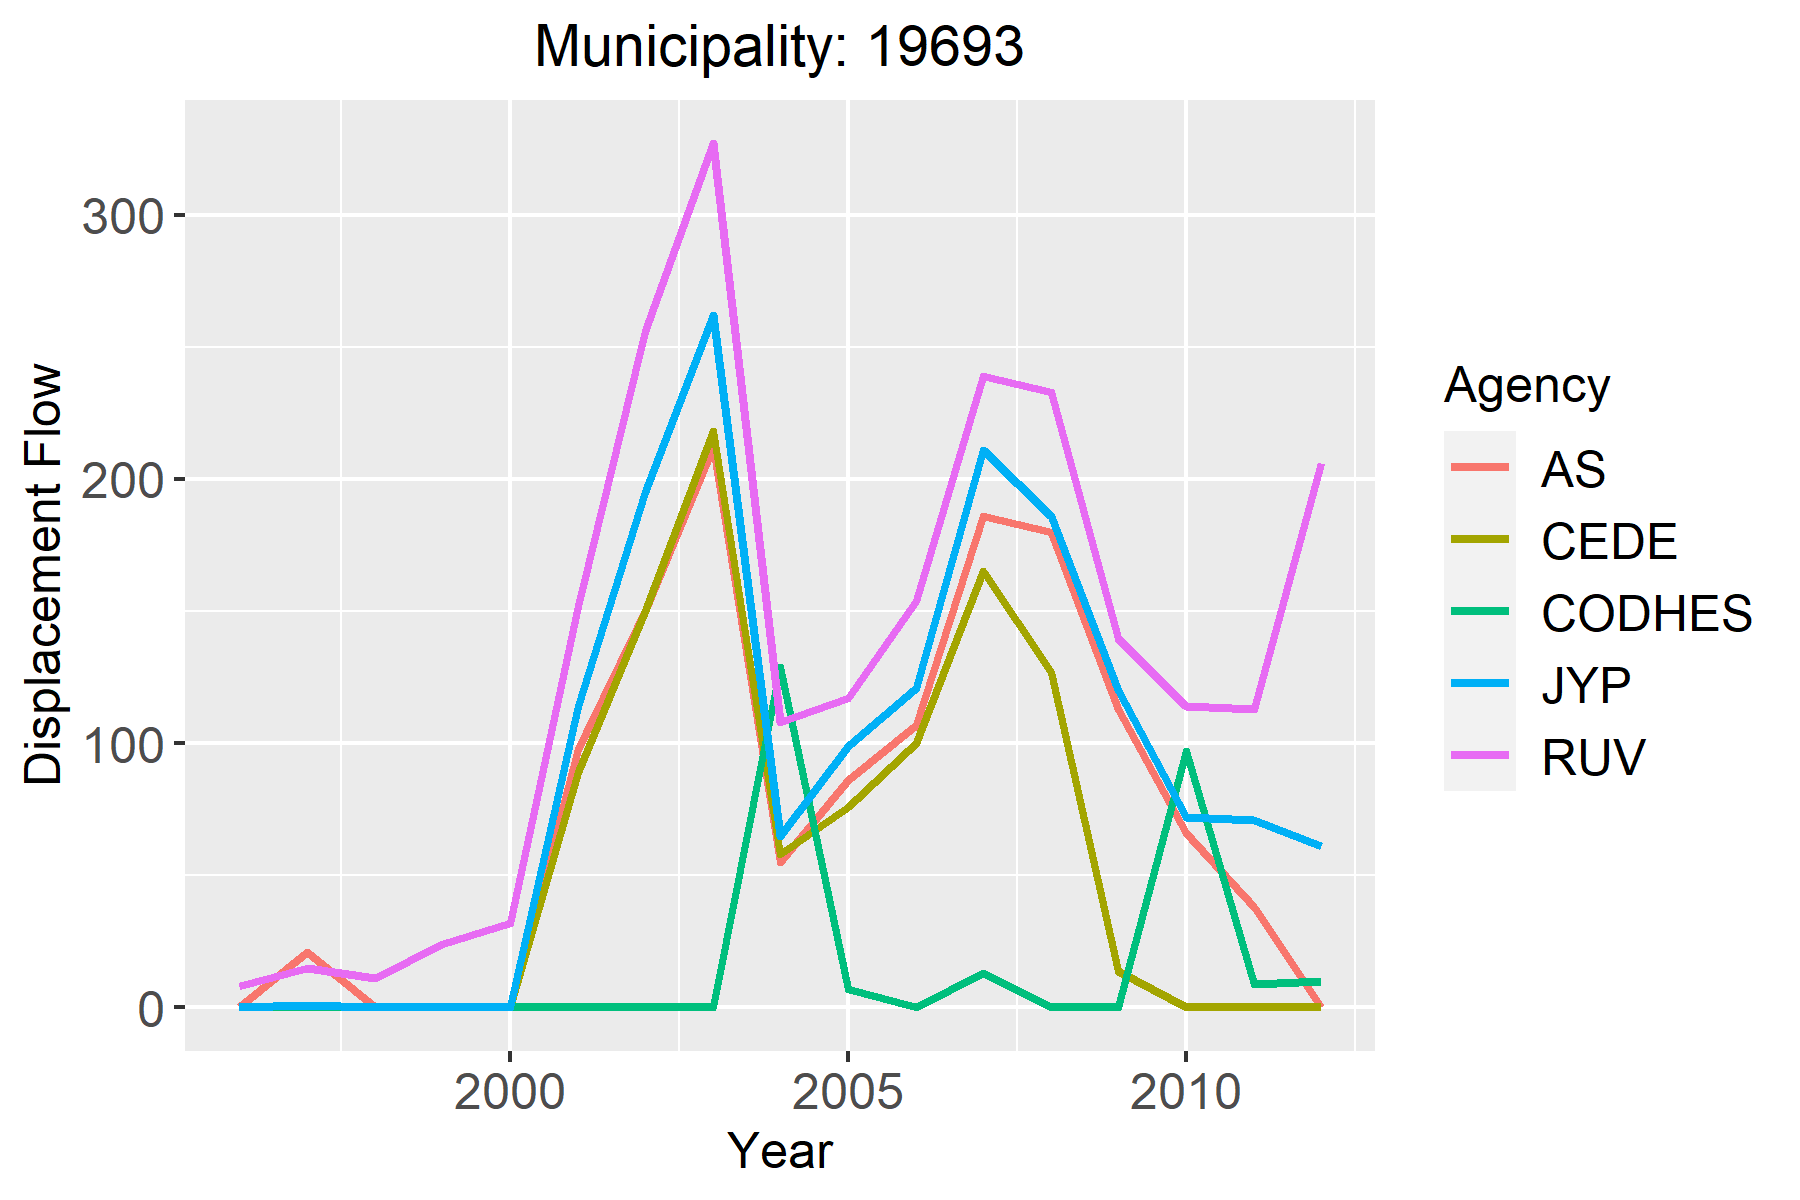 Municipality: 19693
Displacement Flow
300
200
100
0
2000 2005 2010
Year
Agency
AS
CEDE
CODHES
JYP
RUV